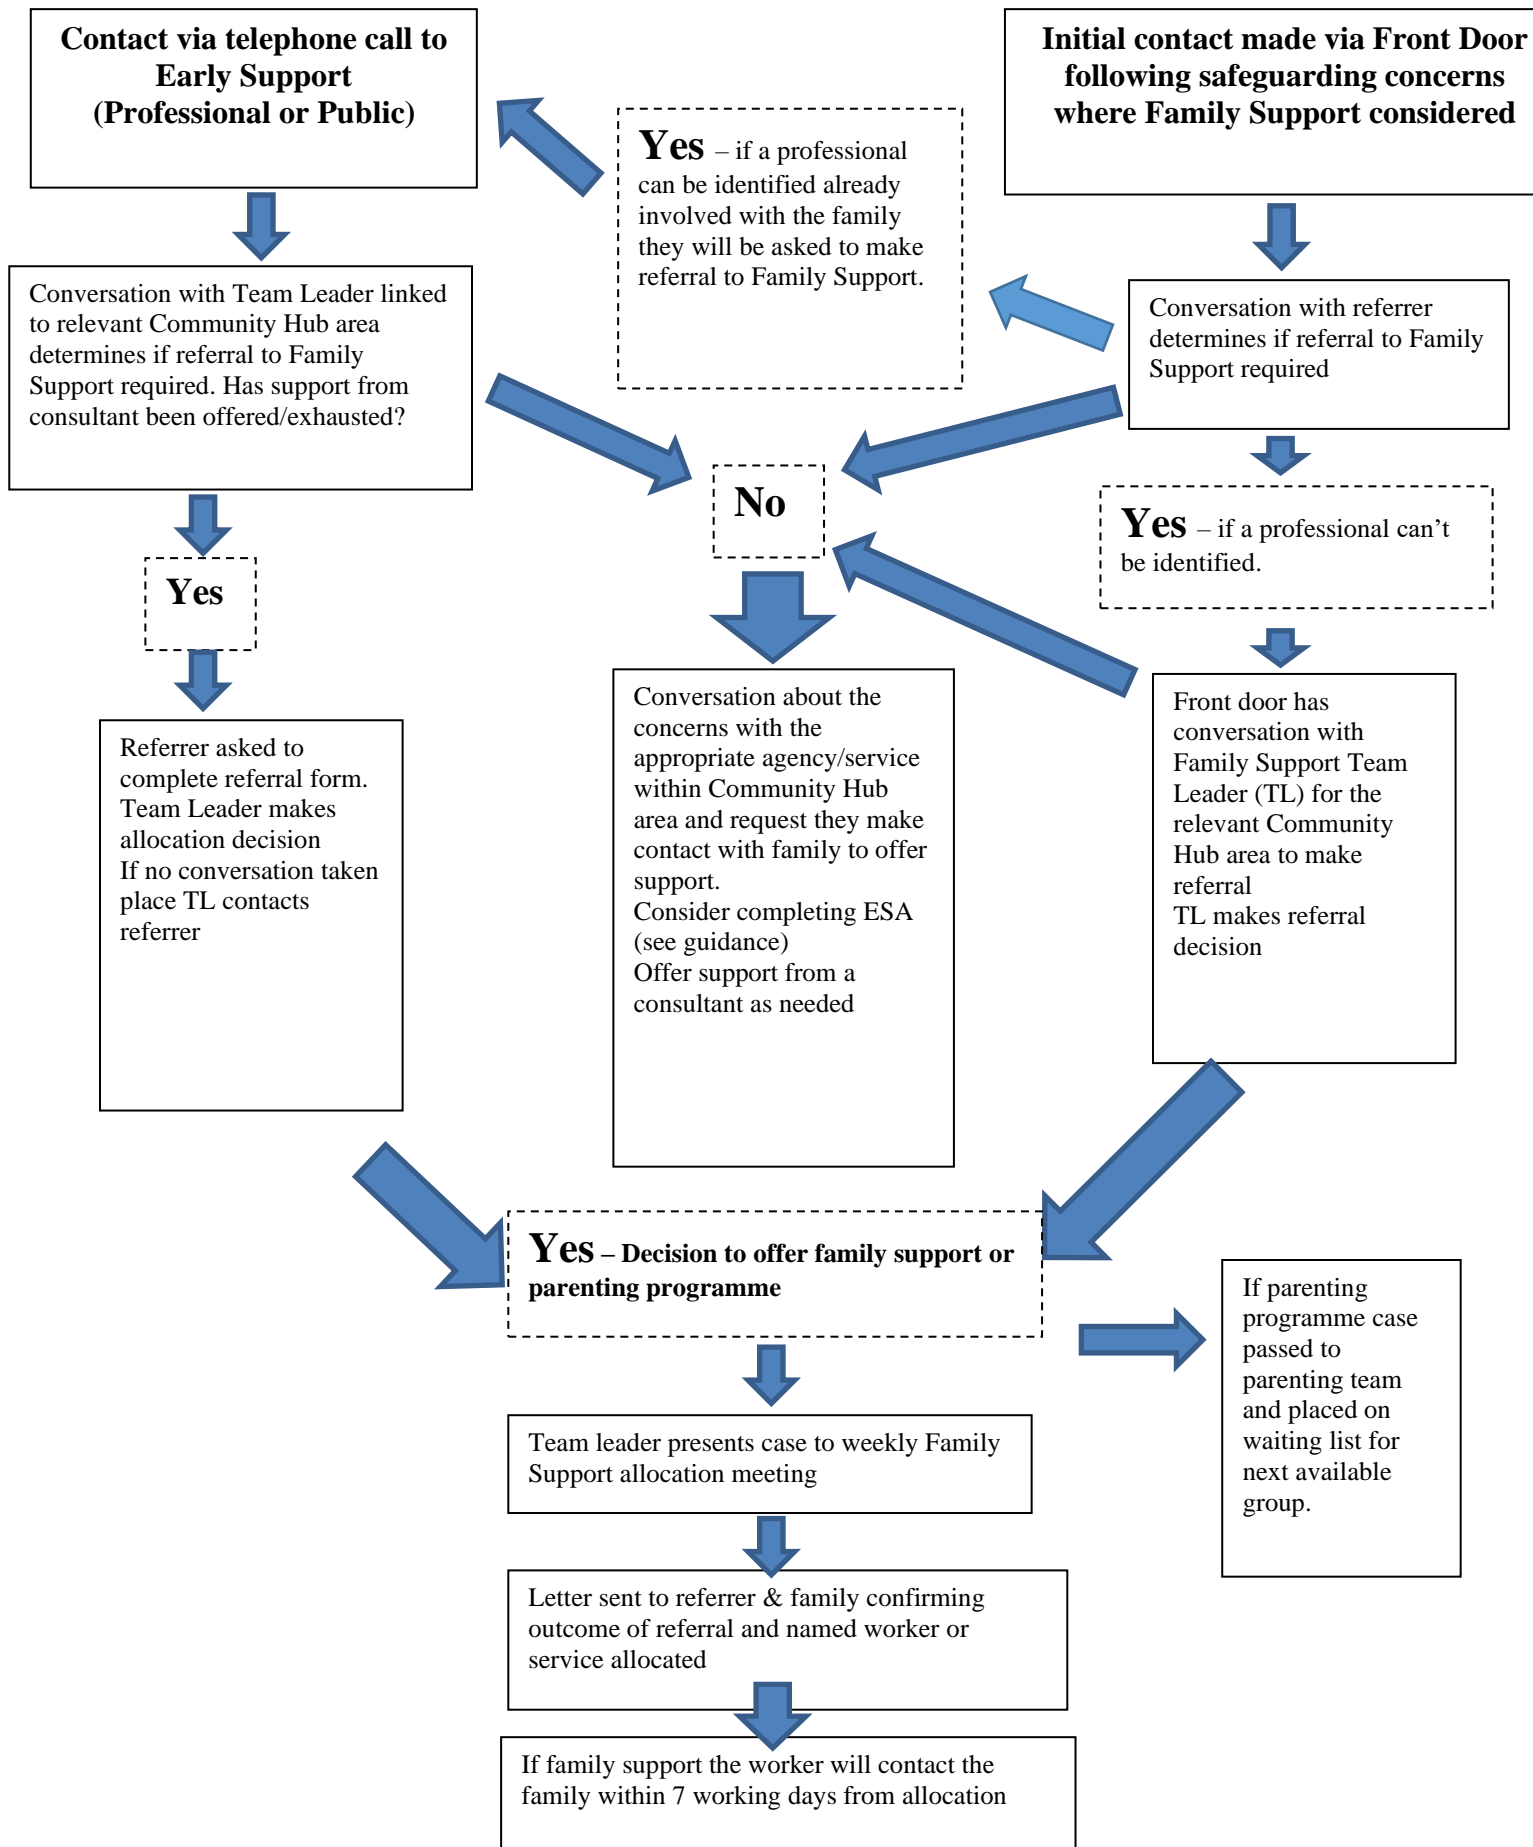 Contact via telephone call to
Early Support
(Professional or Public)
Initial contact made via Front Door
following safeguarding concerns
where Family Support considered
Yes – if a professional
can be identified already
involved with the family
they will be asked to make
referral to Family Support.
Conversation with Team Leader linked
to relevant Community Hub area
determines if referral to Family
Support required. Has support from
consultant been offered/exhausted?
Conversation with referrer
determines if referral to Family
Support required
No
Yes – if a professional can’t
be identified.
Yes
Referrer asked to
complete referral form.
Team Leader makes
allocation decision
If no conversation taken
place TL contacts
referrer
Conversation about the
concerns with the
appropriate agency/service
within Community Hub
area and request they make
contact with family to offer
support.
Consider completing ESA
(see guidance)
Offer support from a
consultant as needed
Front door has
conversation with
Family Support Team
Leader (TL) for the
relevant Community
Hub area to make
referral
TL makes referral
decision
Yes – Decision to offer family support or
parenting programme
If parenting
programme case
passed to
parenting team
and placed on
waiting list for
next available
group.
Team leader presents case to weekly Family
Support allocation meeting
Letter sent to referrer & family confirming
outcome of referral and named worker or
service allocated
If family support the worker will contact the
family within 7 working days from allocation